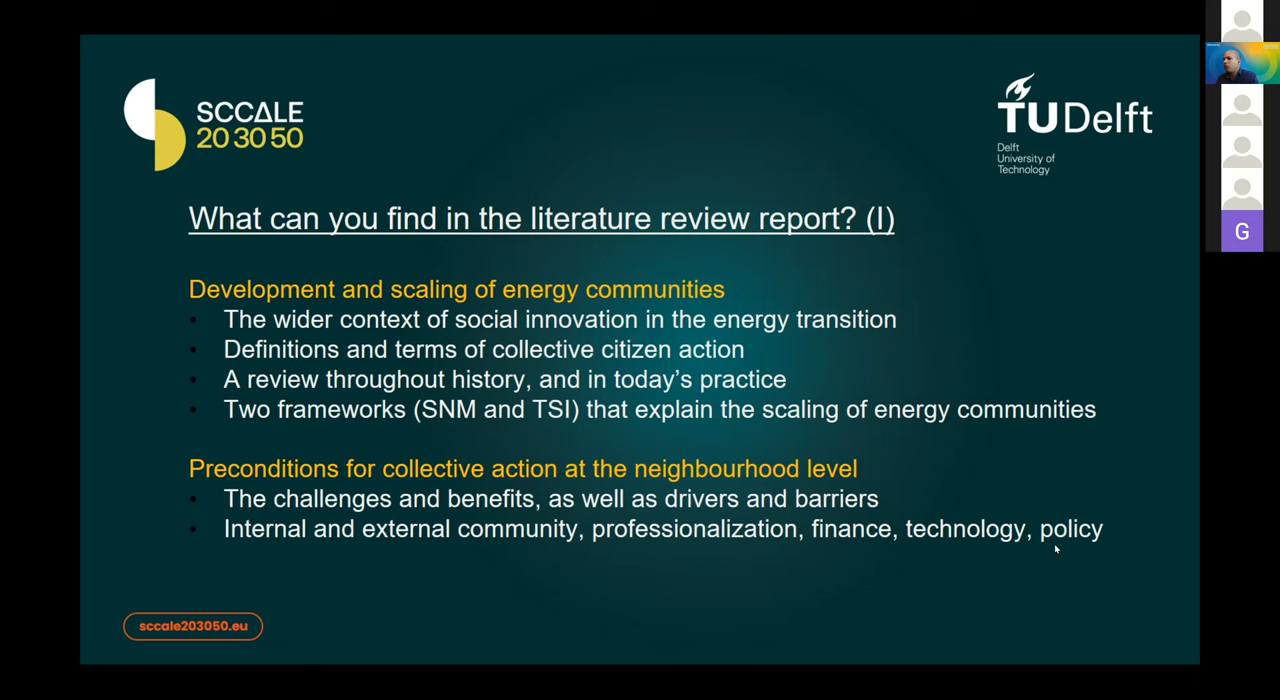 SCCALE
20 30 50
TU Delft
Delft
University of
Technology
What can you find in the literature review report? (I)
Development and scaling of energy communities
• The wider context of social innovation in the energy transition
• Definitions and terms of collective citizen action
• A review throughout history, and in today's practice
• Two frameworks (SNM and TSI) that explain the scaling of energy communities
Preconditions for collective action at the neighbourhood level
• The challenges and benefits, as well as drivers and barriers
• Internal and external community, professionalization, finance, technology, policy
sccale203050.eu
G